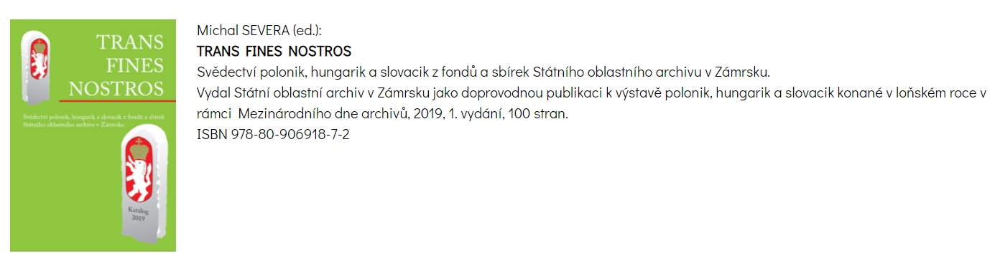 TRANS
FINES
NOSTROS
Svědectví polonik, hungarik a slovacik z fondů a sbírek
Státního oblastního archivu v Zámrsku
Katalog
2019
Michal SEVERA (ed.):
TRANS FINES NOSTROS
Svědectví polonik, hungarik a slovacik z fondů a sbírek Státního oblastního archivu v Zámrsku.
Vydal Státní oblastní archiv v Zámrsku jako doprovodnou publikaci k výstavě polonik, hungarik a slovacik konané v loňském roce v
rámci Mezinárodního dne archivů, 2019, 1. vydání, 100 stran.
ISBN 978-80-906918-7-2